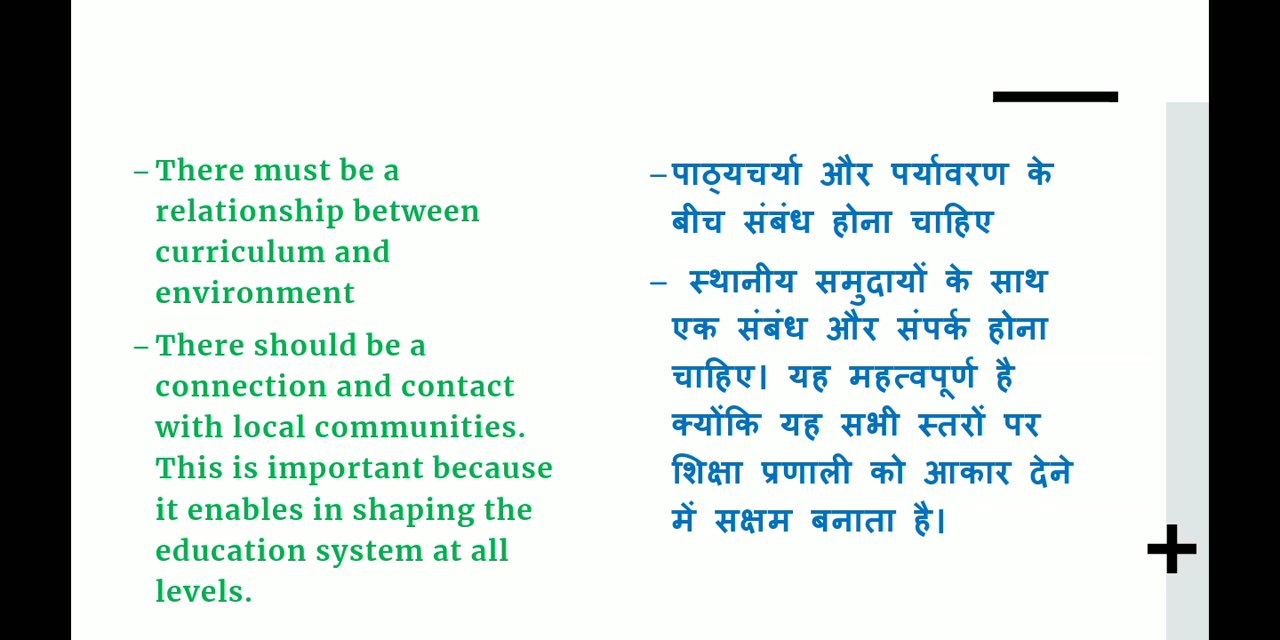 – There must be a
relationship between
curriculum and
environment
– There should be a
connection and contact
with local communities.
This is important because
it enables in shaping the
education system at all
levels.
– पाठ्यचर्या और पर्यावरण के
बीच संबंध होना चाहिए
– स्थानीय समुदायों के साथ
एक संबंध और संपर्क होना
चाहिए। यह महत्वपूर्ण है
क्योंकि यह सभी स्तरों पर
शिक्षा प्रणाली को आकार देने
में सक्षम बनाता है।